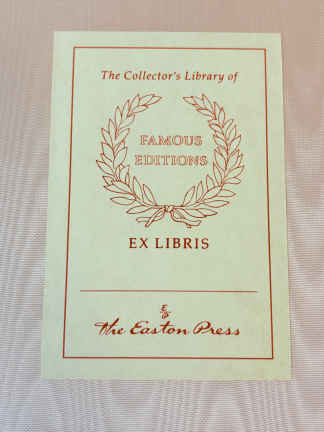 The Collector's Library of
FAMOUS
EDITIONS
EX LIBRIS
The Easton Press